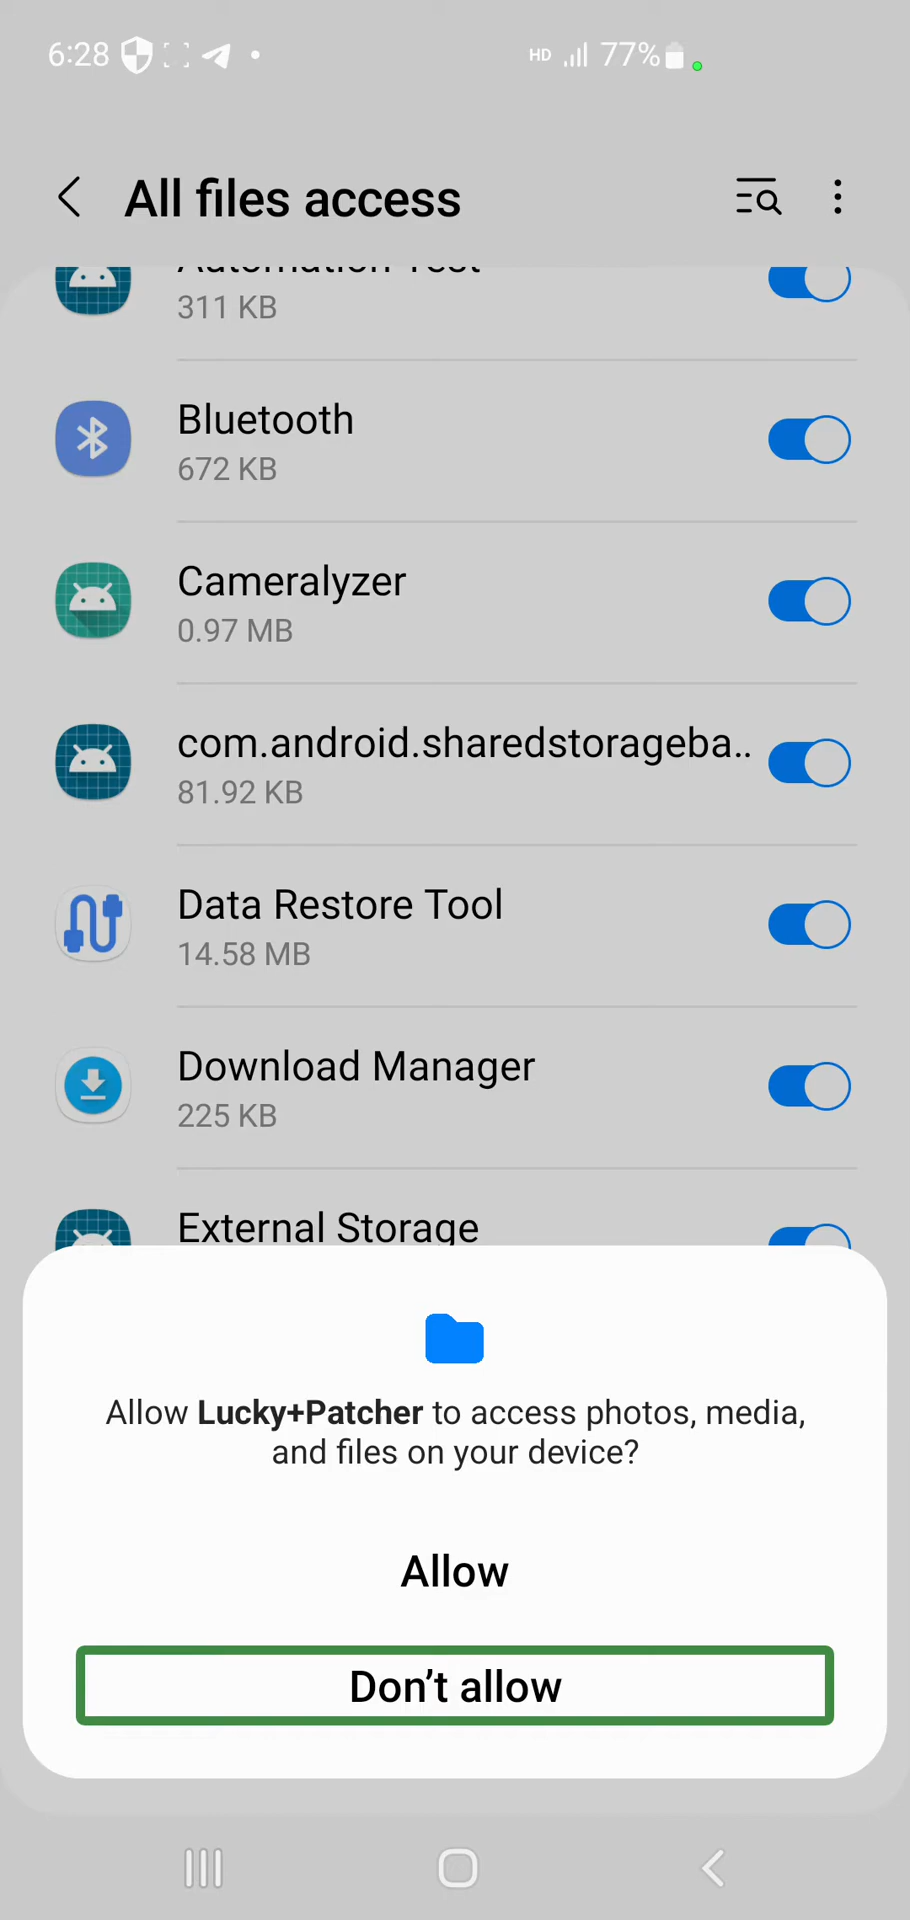 6:28
HD 77%
All files access
Automation Test
311 KB
Bluetooth
672 KB
Cameralyzer
0.97 MB
com.android.sharedstorageba..
81.92 KB
Data Restore Tool
14.58 MB
Download Manager
225 KB
External Storage
Allow Lucky+Patcher to access photos, media,
and files on your device?
Allow
Don’t allow